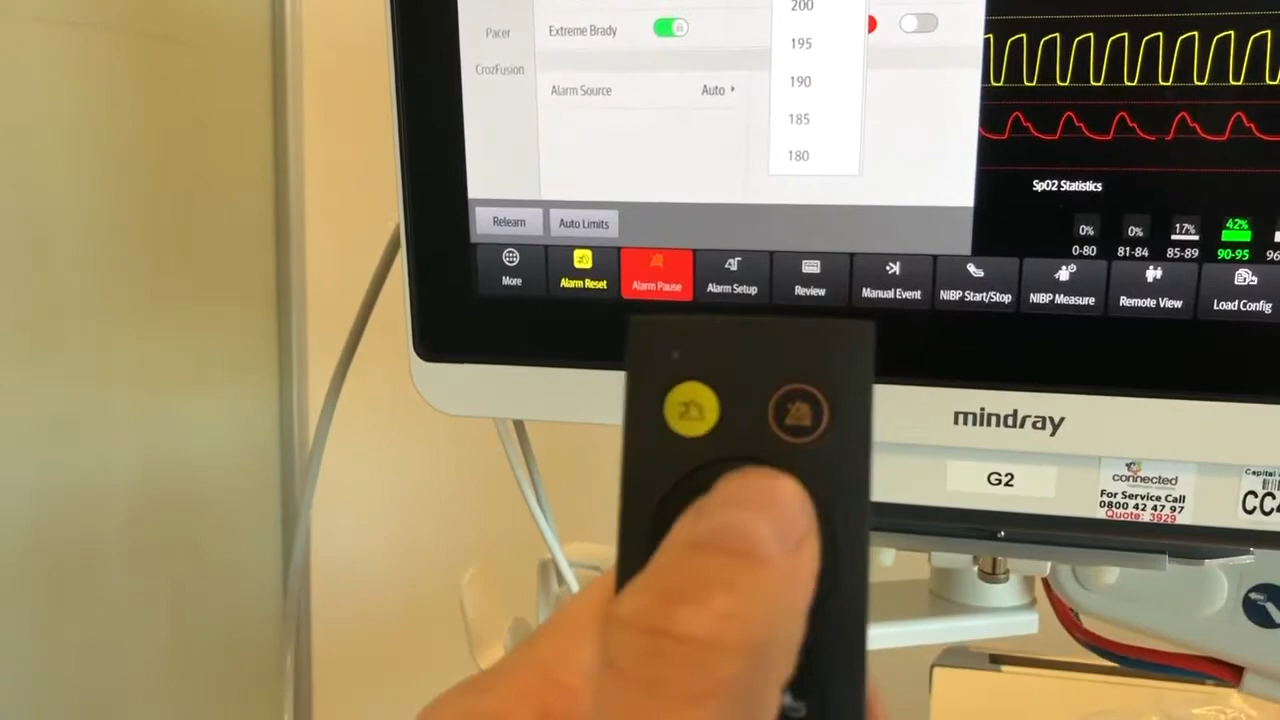 Pacer
CrozFusion
Extreme Brady
Alarm Source
Auto
200
195
190
185
180
Relearn
Auto Limits
SpO2 Statistics
0%
0%
17%
42%
0-80
81-84
85-89
90-95
96
More
Alarm Reset
Alarm Pause
Alarm Setup
Review
Manual Event
NIBP Start/Stop
NIBP Measure
Remote View
Load Config
mindray
G2
connected
For Service Call
0800 42 47 97
Quote: 3929
Capital
CC4